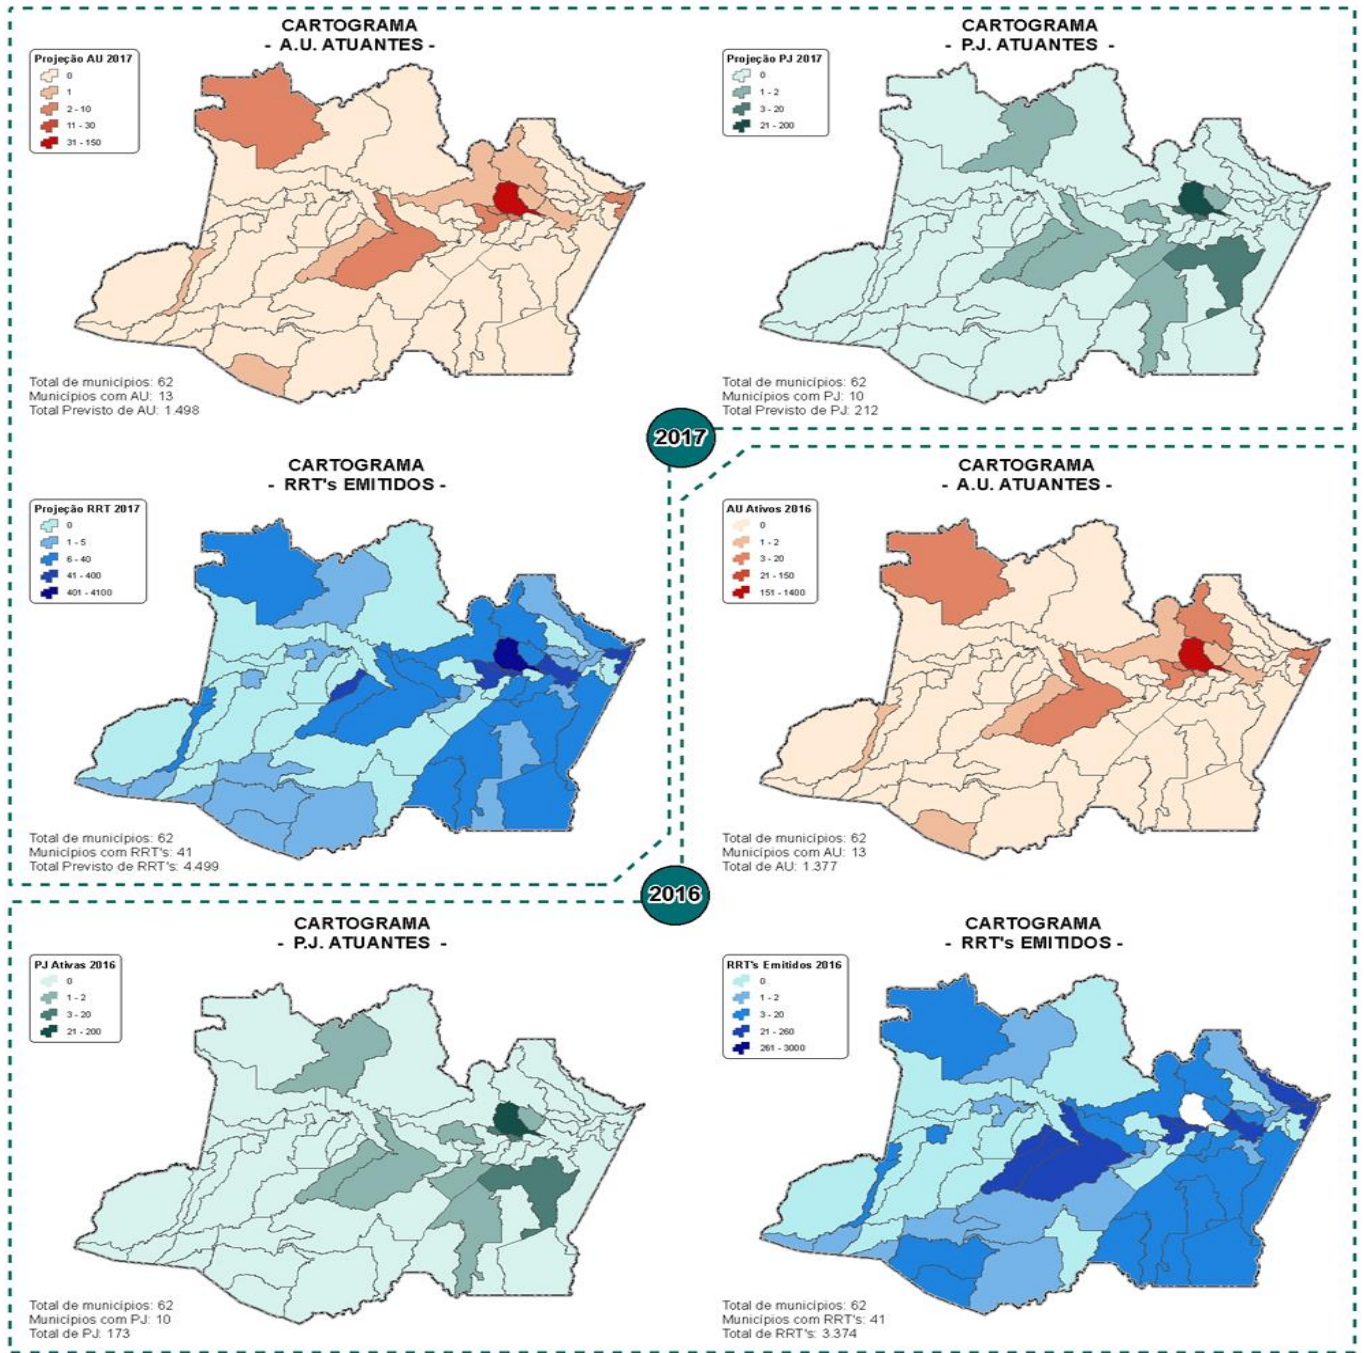 CARTOGRAMA
- A.U. ATUANTES -
Projeção AU 2017
0
1
2 - 10
11 - 30
31 - 150
Total de municípios: 62
Municípios com AU: 13
Total Previsto de AU: 1.498
CARTOGRAMA
- P.J. ATUANTES -
Projeção PJ 2017
0
1 - 2
3 - 20
21 - 200
Total de municípios: 62
Municípios com PJ: 10
Total Previsto de PJ: 212
2017
CARTOGRAMA
- RRT's EMITIDOS -
Projeção RRT 2017
0
1 - 5
6 - 40
41 - 400
401 - 4100
Total de municípios: 62
Municípios com RRT's: 41
Total Previsto de RRT's: 4.499
CARTOGRAMA
- A.U. ATUANTES -
AU Ativos 2016
0
1 - 2
3 - 20
21 - 150
151 - 1400
Total de municípios: 62
Municípios com AU: 13
Total de AU: 1.377
2016
CARTOGRAMA
- P.J. ATUANTES -
PJ Ativas 2016
0
1 - 2
3 - 20
21 - 200
Total de municípios: 62
Municípios com PJ: 10
Total de PJ: 173
CARTOGRAMA
- RRT's EMITIDOS -
RRT's Emitidos 2016
0
1 - 2
3 - 20
21 - 260
261 - 3000
Total de municípios: 62
Municípios com RRT's: 41
Total de RRT's: 3.374